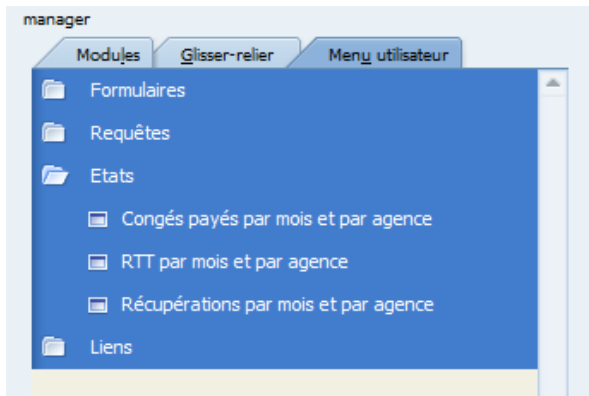 manager
Modules Glisser-relier Menu utilisateur
Formulaires
Requêtes
Etats
Congés payés par mois et par agence
RTT par mois et par agence
Récupérations par mois et par agence
Liens